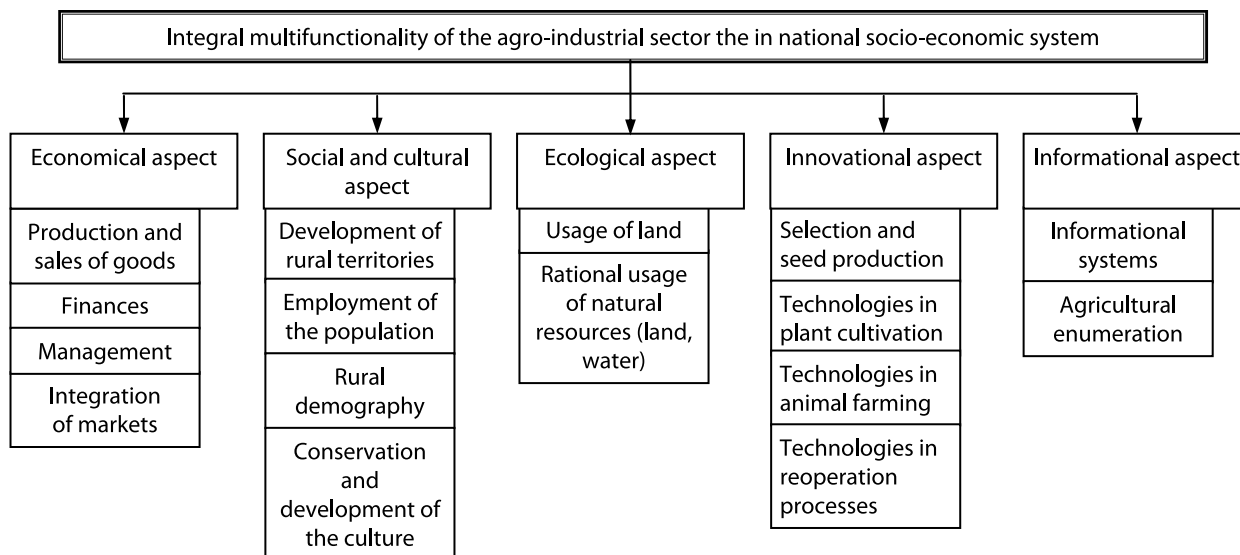 Integral multifunctionality of the agro-industrial sector the in national socio-economic system
Economical aspect
Production and
sales of goods
Finances
Management
Integration
of markets
Social and cultural
aspect
Development of
rural territories
Employment of
the population
Rural
demography
Conservation
and
development of
the culture
Ecological aspect
Usage of land
Rational usage
of natural
resources (land,
water)
Innovational aspect
Selection and
seed production
Technologies in
plant cultivation
Technologies in
animal farming
Technologies in
reoperation
processes
Informational aspect
Informational
systems
Agricultural
enumeration